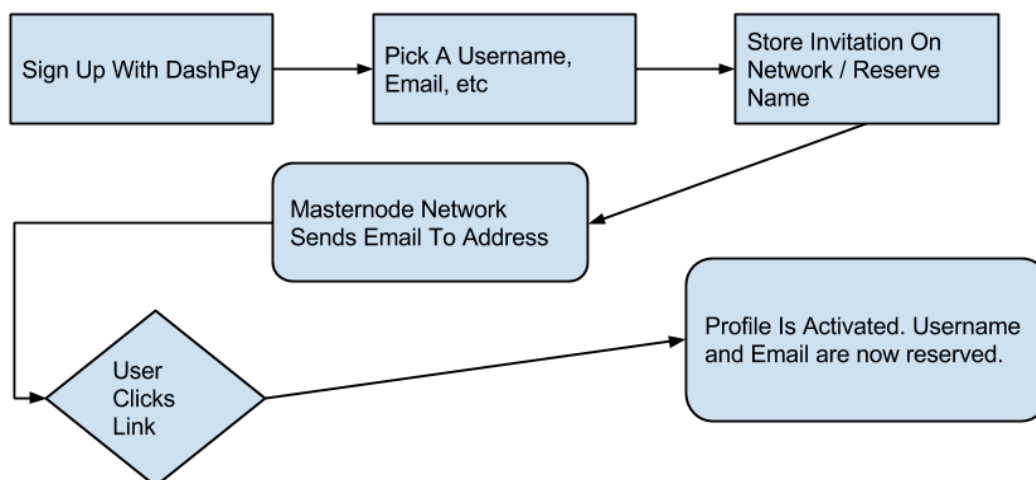 Sign Up With DashPay
Pick A Username,
Email, etc
Store Invitation On
Network / Reserve
Name
Masternode Network
Sends Email To Address
User
Clicks
Link
Profile Is Activated. Username
and Email are now reserved.